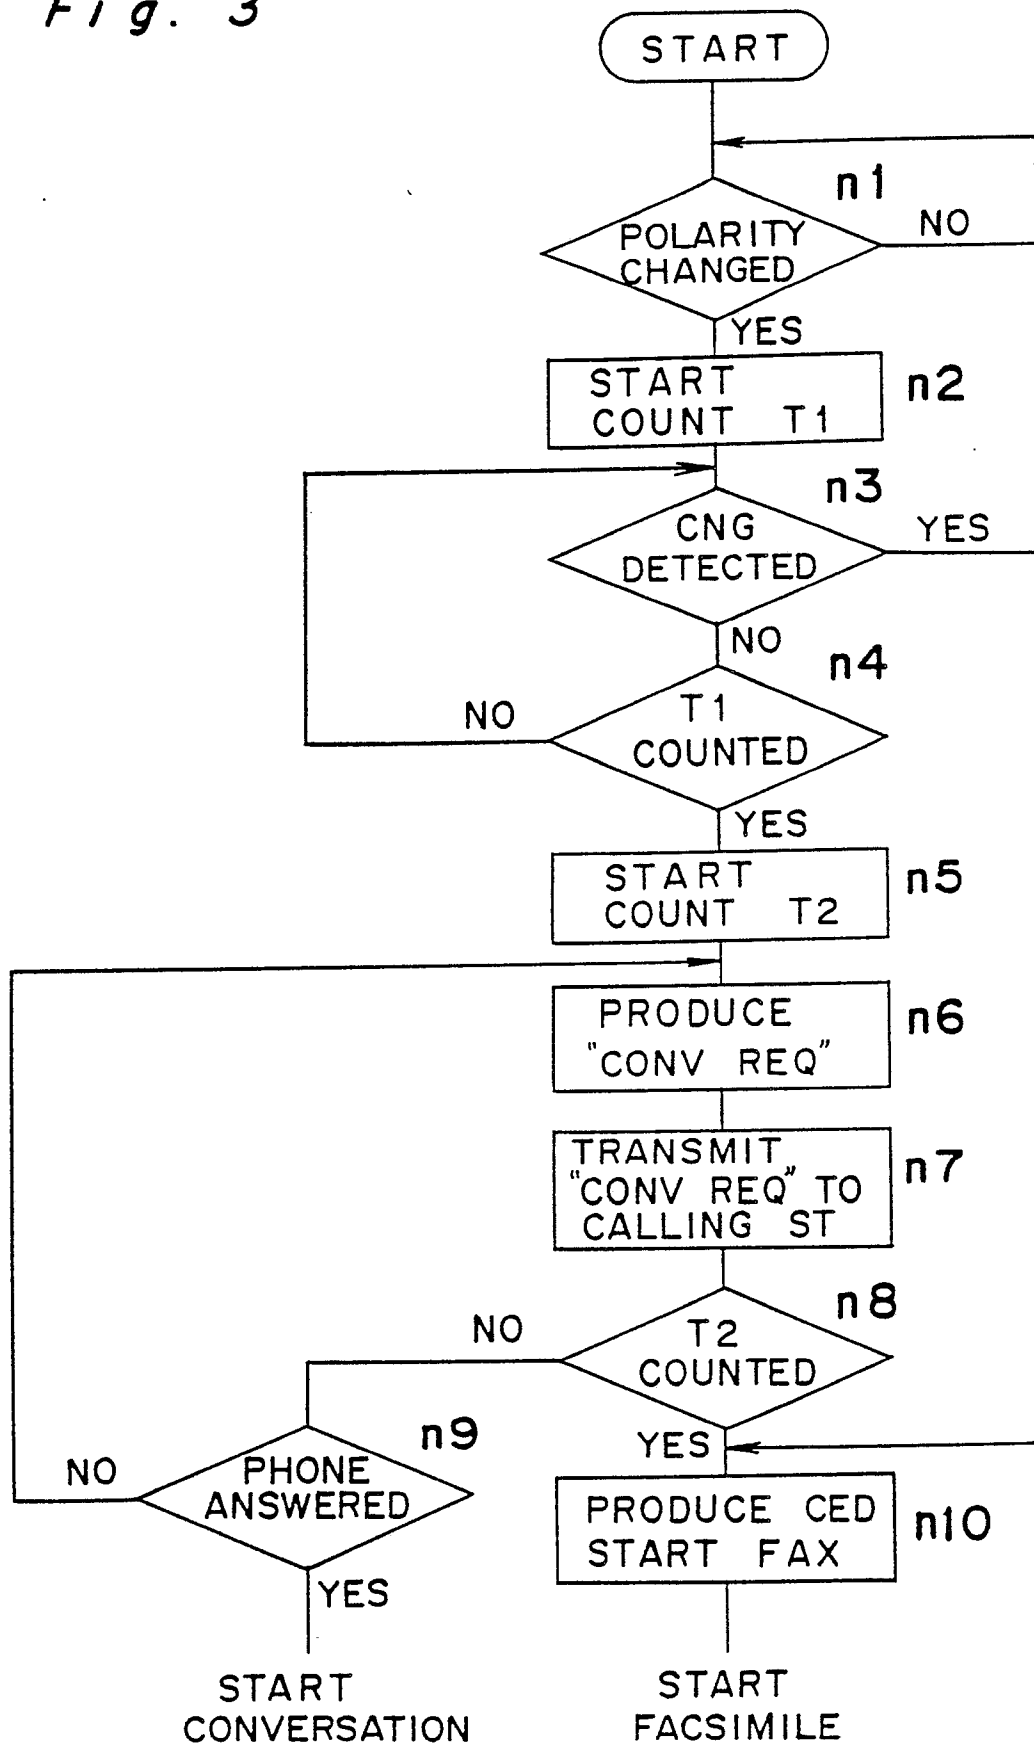 Fig. 3
START
n1
POLARITY
CHANGED
NO
YES
START
COUNT T1
n2
n3
CNG
DETECTED
YES
NO
n4
T1
COUNTED
NO
YES
START
COUNT T2
n5
PRODUCE
"CONV REQ"
n6
TRANSMIT
"CONV REQ" TO
CALLING ST
n7
n8
T2
COUNTED
NO
YES
n9
PHONE
ANSWERED
NO
YES
PRODUCE CED
START FAX
n10
START
CONVERSATION
START
FACSIMILE